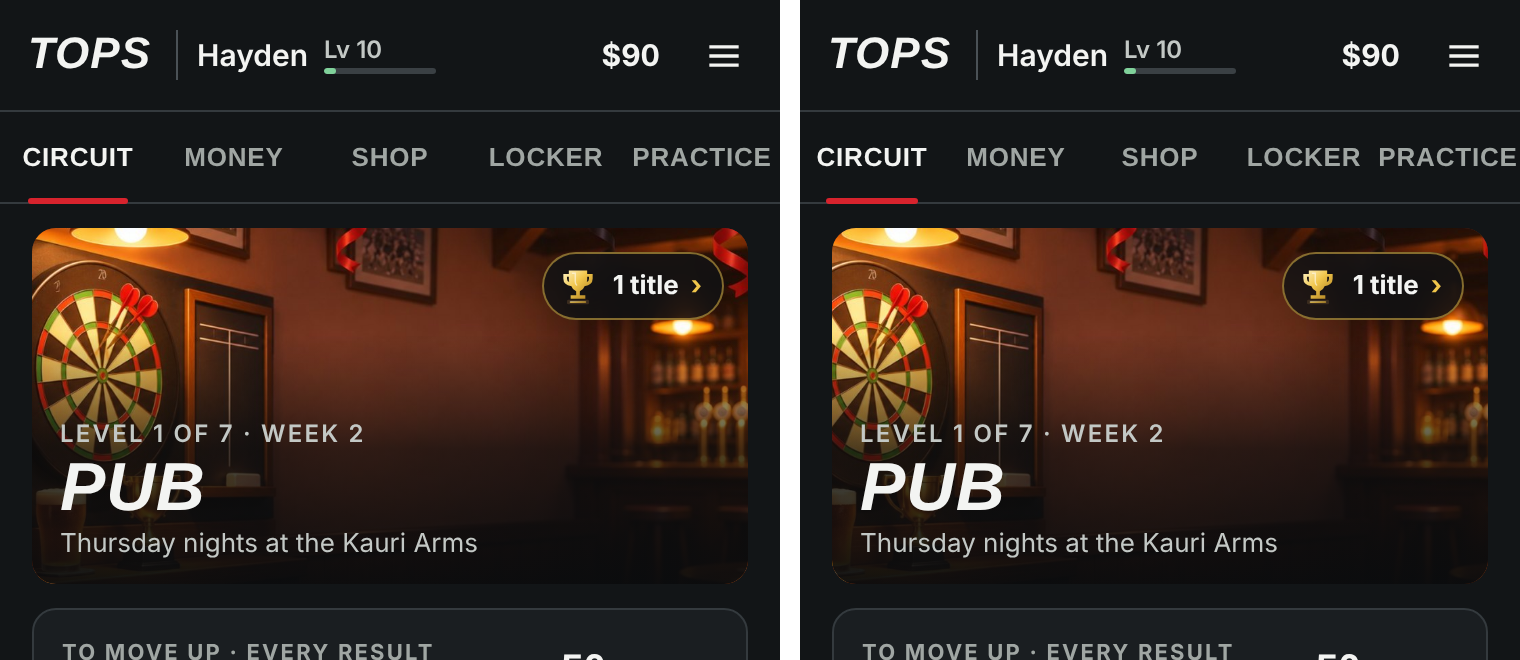 TOPS Hayden Lv 10 $90
CIRCUIT MONEY SHOP LOCKER PRACTICE
1 title ›
LEVEL 1 OF 7 · WEEK 2
PUB
Thursday nights at the Kauri Arms
TO MOVE UP · EVERY RESULT
TOPS Hayden Lv 10 $90
CIRCUIT MONEY SHOP LOCKER PRACTICE
1 title ›
LEVEL 1 OF 7 · WEEK 2
PUB
Thursday nights at the Kauri Arms
TO MOVE UP · EVERY RESULT